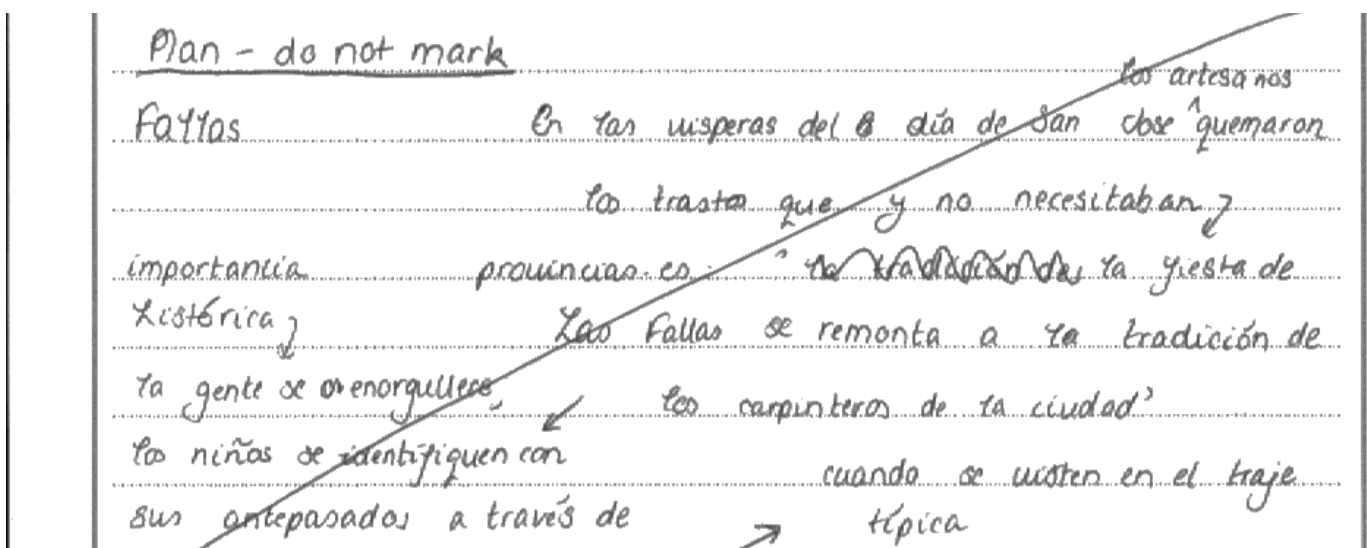 Plan - do not mark
los artesanos
Fallas En las visperas del día de San Jose ^ quemaron
los trastos que y no necesitaban
importancia provincias es: ' la fiesta de
histórica Las Fallas se remonta a la tradición de
la gente se enorgullece los carpinteros de la ciudad'
los niños se identifiquen con cuando se visten en el traje
sus antepasados a través de típica